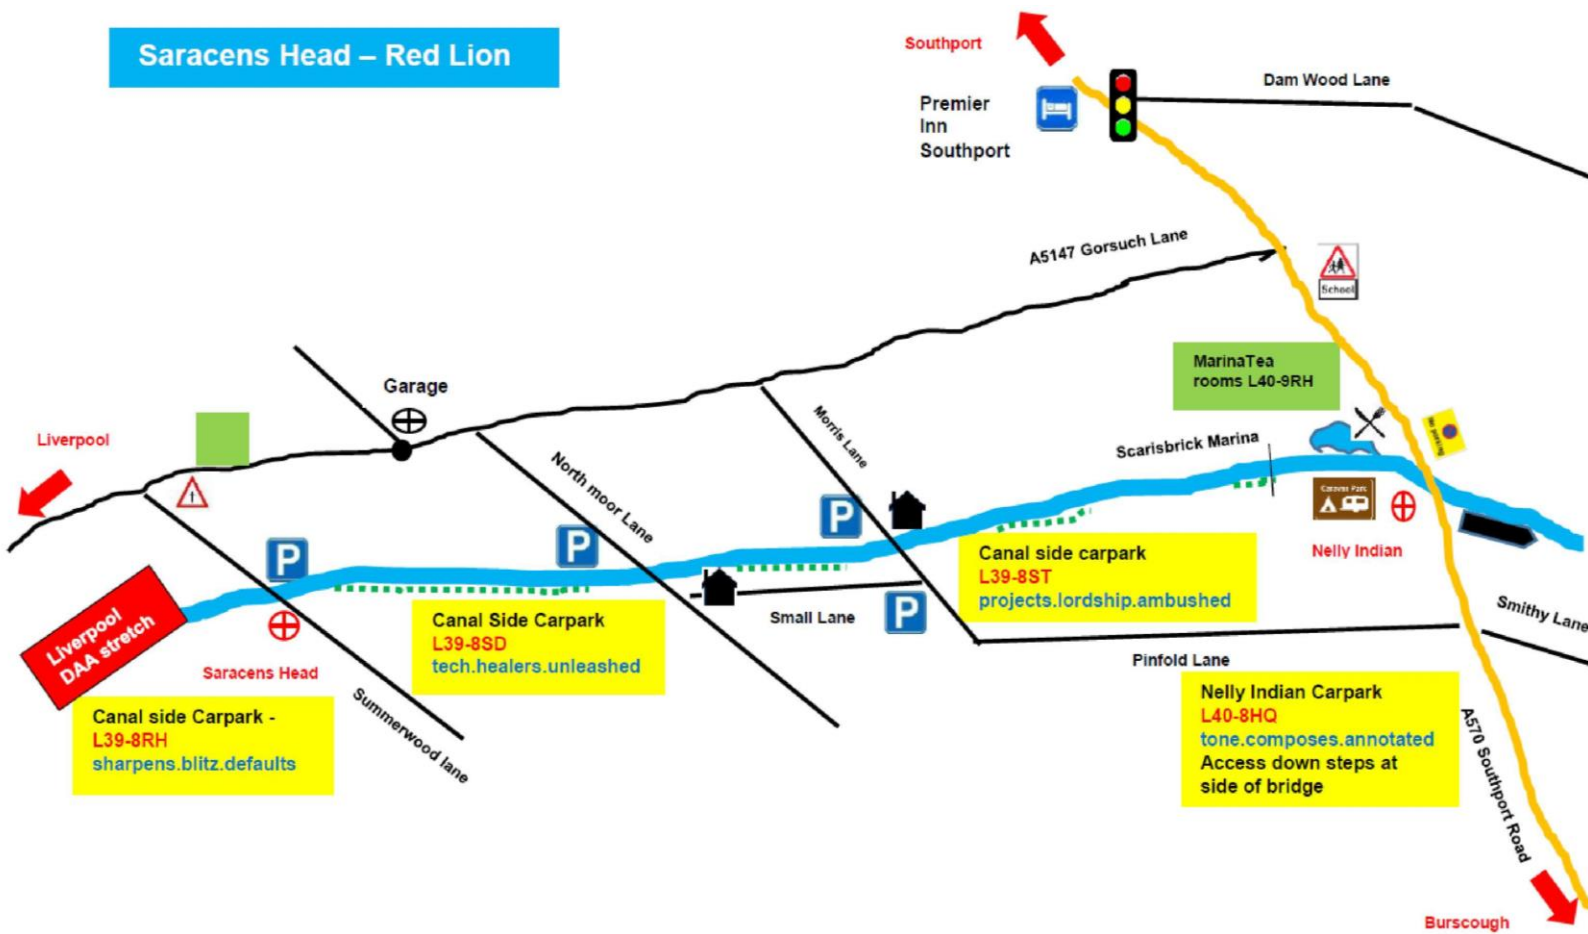 Saracens Head – Red Lion
Southport
Premier
Inn
Southport
Dam Wood Lane
A5147 Gorsuch Lane
School
MarinaTea
rooms L40-9RH
Garage
Liverpool
Morris Lane
Scarisbrick Marina
North moor Lane
P
P
P
P
Caravan Park
Nelly Indian
Canal side carpark
L39-8ST
projects.lordship.ambushed
Small Lane
Smithy Lane
Pinfold Lane
Liverpool
DAA stretch
Canal Side Carpark
L39-8SD
tech.healers.unleashed
Saracens Head
Summerwood lane
Canal side Carpark -
L39-8RH
sharpens.blitz.defaults
Nelly Indian Carpark
L40-8HQ
tone.composes.annotated
Access down steps at
side of bridge
A570 Southport Road
Burscough